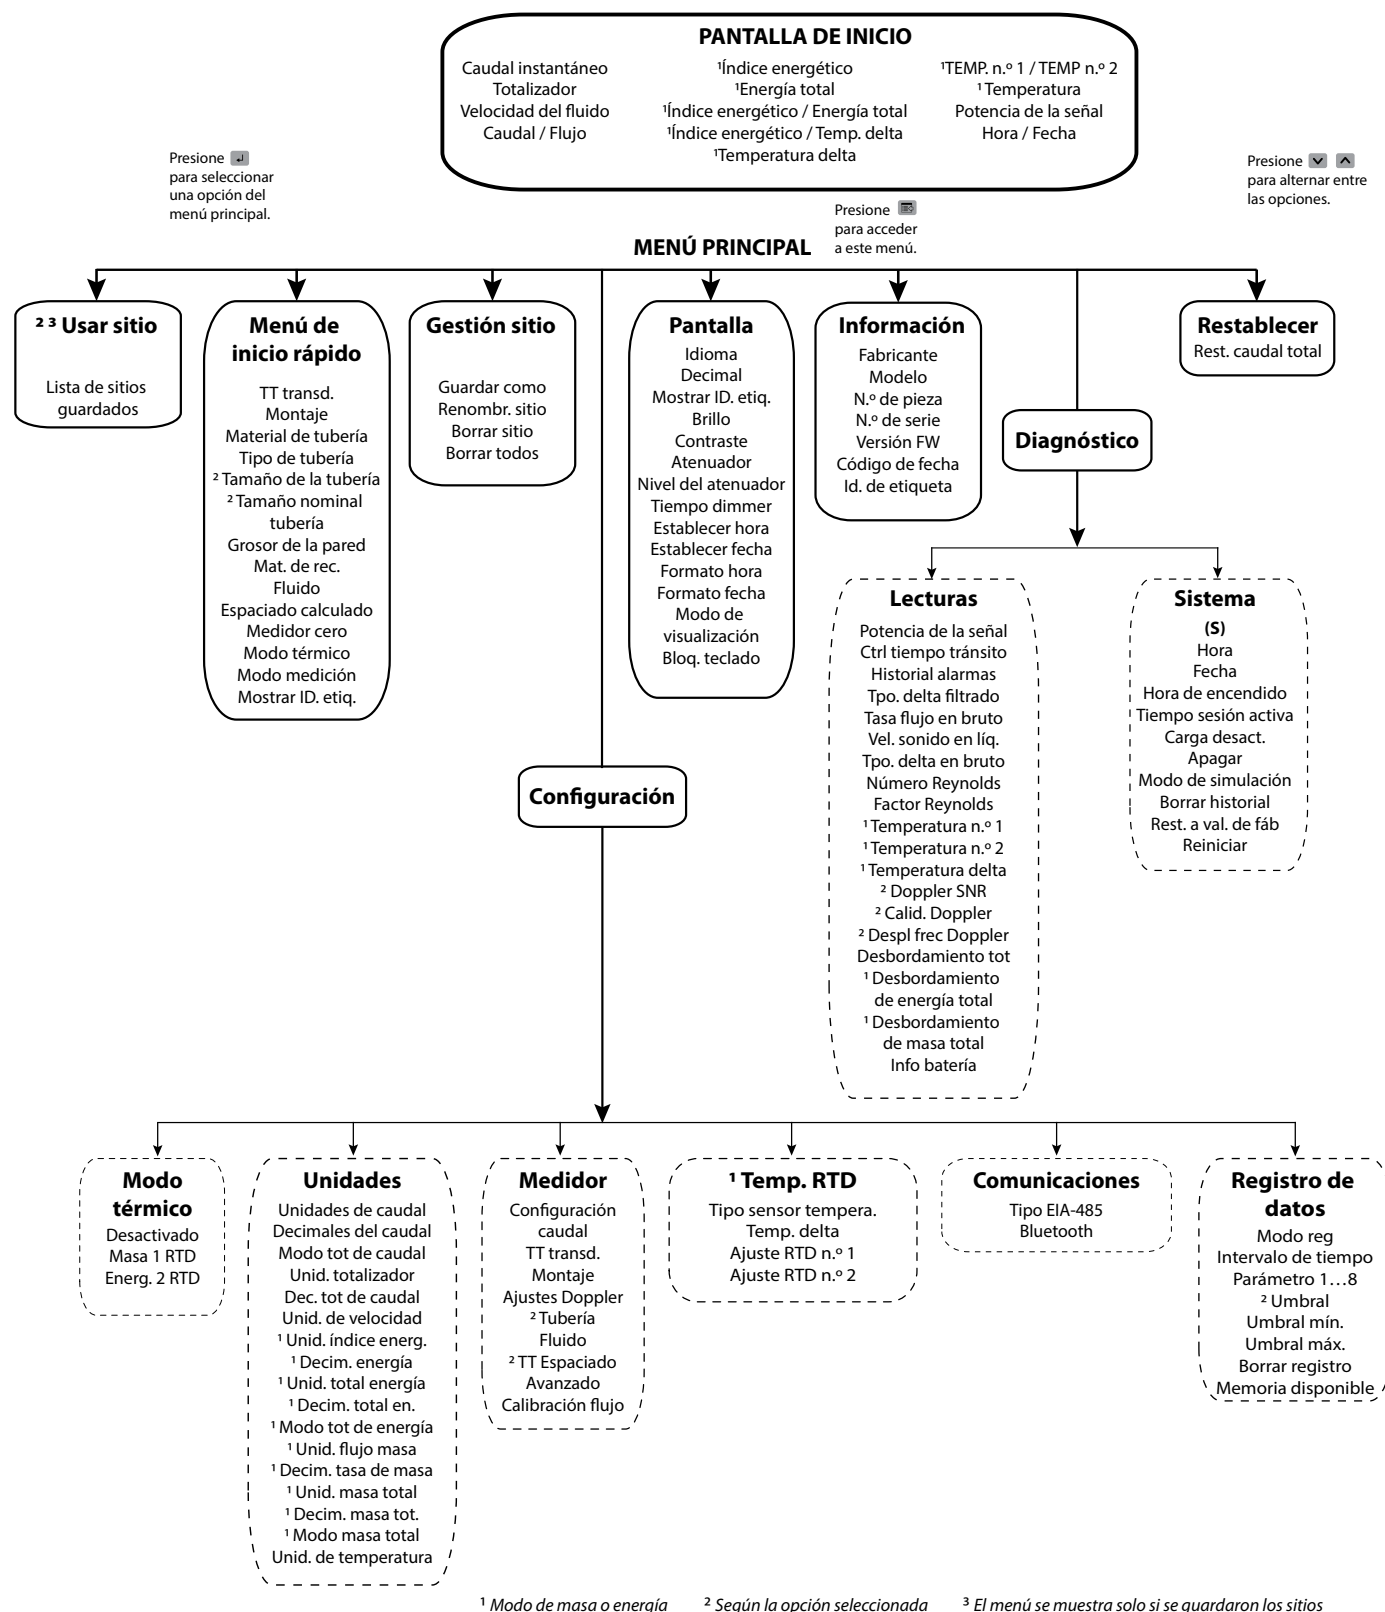 PANTALLA DE INICIO
Caudal instantáneo
Totalizador
Velocidad del fluido
Caudal / Flujo
¹Índice energético
¹Energía total
¹Índice energético / Energía total
¹Índice energético / Temp. delta
¹Temperatura delta
¹TEMP. n.º 1 / TEMP n.º 2
¹ Temperatura
Potencia de la señal
Hora / Fecha
Presione
para seleccionar
una opción del
menú principal.
Presione
para acceder
a este menú.
Presione
para alternar entre
las opciones.
MENÚ PRINCIPAL
² ³ Usar sitio
Lista de sitios
guardados
Menú de
inicio rápido
TT transd.
Montaje
Material de tubería
Tipo de tubería
² Tamaño de la tubería
² Tamaño nominal
tubería
Grosor de la pared
Mat. de rec.
Fluido
Espaciado calculado
Medidor cero
Modo térmico
Modo medición
Mostrar ID. etiq.
Gestión sitio
Guardar como
Renombr. sitio
Borrar sitio
Borrar todos
Pantalla
Idioma
Decimal
Mostrar ID. etiq.
Brillo
Contraste
Atenuador
Nivel del atenuador
Tiempo dimmer
Establecer hora
Establecer fecha
Formato hora
Formato fecha
Modo de
visualización
Bloq. teclado
Información
Fabricante
Modelo
N.º de pieza
N.º de serie
Versión FW
Código de fecha
Id. de etiqueta
Diagnóstico
Restablecer
Rest. caudal total
Lecturas
Potencia de la señal
Ctrl tiempo tránsito
Historial alarmas
Tpo. delta filtrado
Tasa flujo en bruto
Vel. sonido en líq.
Tpo. delta en bruto
Número Reynolds
Factor Reynolds
¹ Temperatura n.º 1
¹ Temperatura n.º 2
¹ Temperatura delta
² Doppler SNR
² Calid. Doppler
² Despl frec Doppler
Desbordamiento tot
¹ Desbordamiento
de energía total
¹ Desbordamiento
de masa total
Info batería
Sistema
(S)
Hora
Fecha
Hora de encendido
Tiempo sesión activa
Carga desact.
Apagar
Modo de simulación
Borrar historial
Rest. a val. de fáb
Reiniciar
Configuración
Modo
térmico
Desactivado
Masa 1 RTD
Energ. 2 RTD
Unidades
Unidades de caudal
Decimales del caudal
Modo tot de caudal
Unid. totalizador
Dec. tot de caudal
Unid. de velocidad
¹ Unid. índice energ.
¹ Decim. energía
¹ Unid. total energía
¹ Decim. total en.
¹ Modo tot de energía
¹ Unid. flujo masa
¹ Decim. tasa de masa
¹ Unid. masa total
¹ Decim. masa tot.
¹ Modo masa total
Unid. de temperatura
Medidor
Configuración
caudal
TT transd.
Montaje
Ajustes Doppler
² Tubería
Fluido
² TT Espaciado
Avanzado
Calibración flujo
¹ Temp. RTD
Tipo sensor tempera.
Temp. delta
Ajuste RTD n.º 1
Ajuste RTD n.º 2
Comunicaciones
Tipo EIA-485
Bluetooth
Registro de
datos
Modo reg
Intervalo de tiempo
Parámetro 1…8
² Umbral
Umbral mín.
Umbral máx.
Borrar registro
Memoria disponible
¹ Modo de masa o energía ² Según la opción seleccionada ³ El menú se muestra solo si se guardaron los sitios